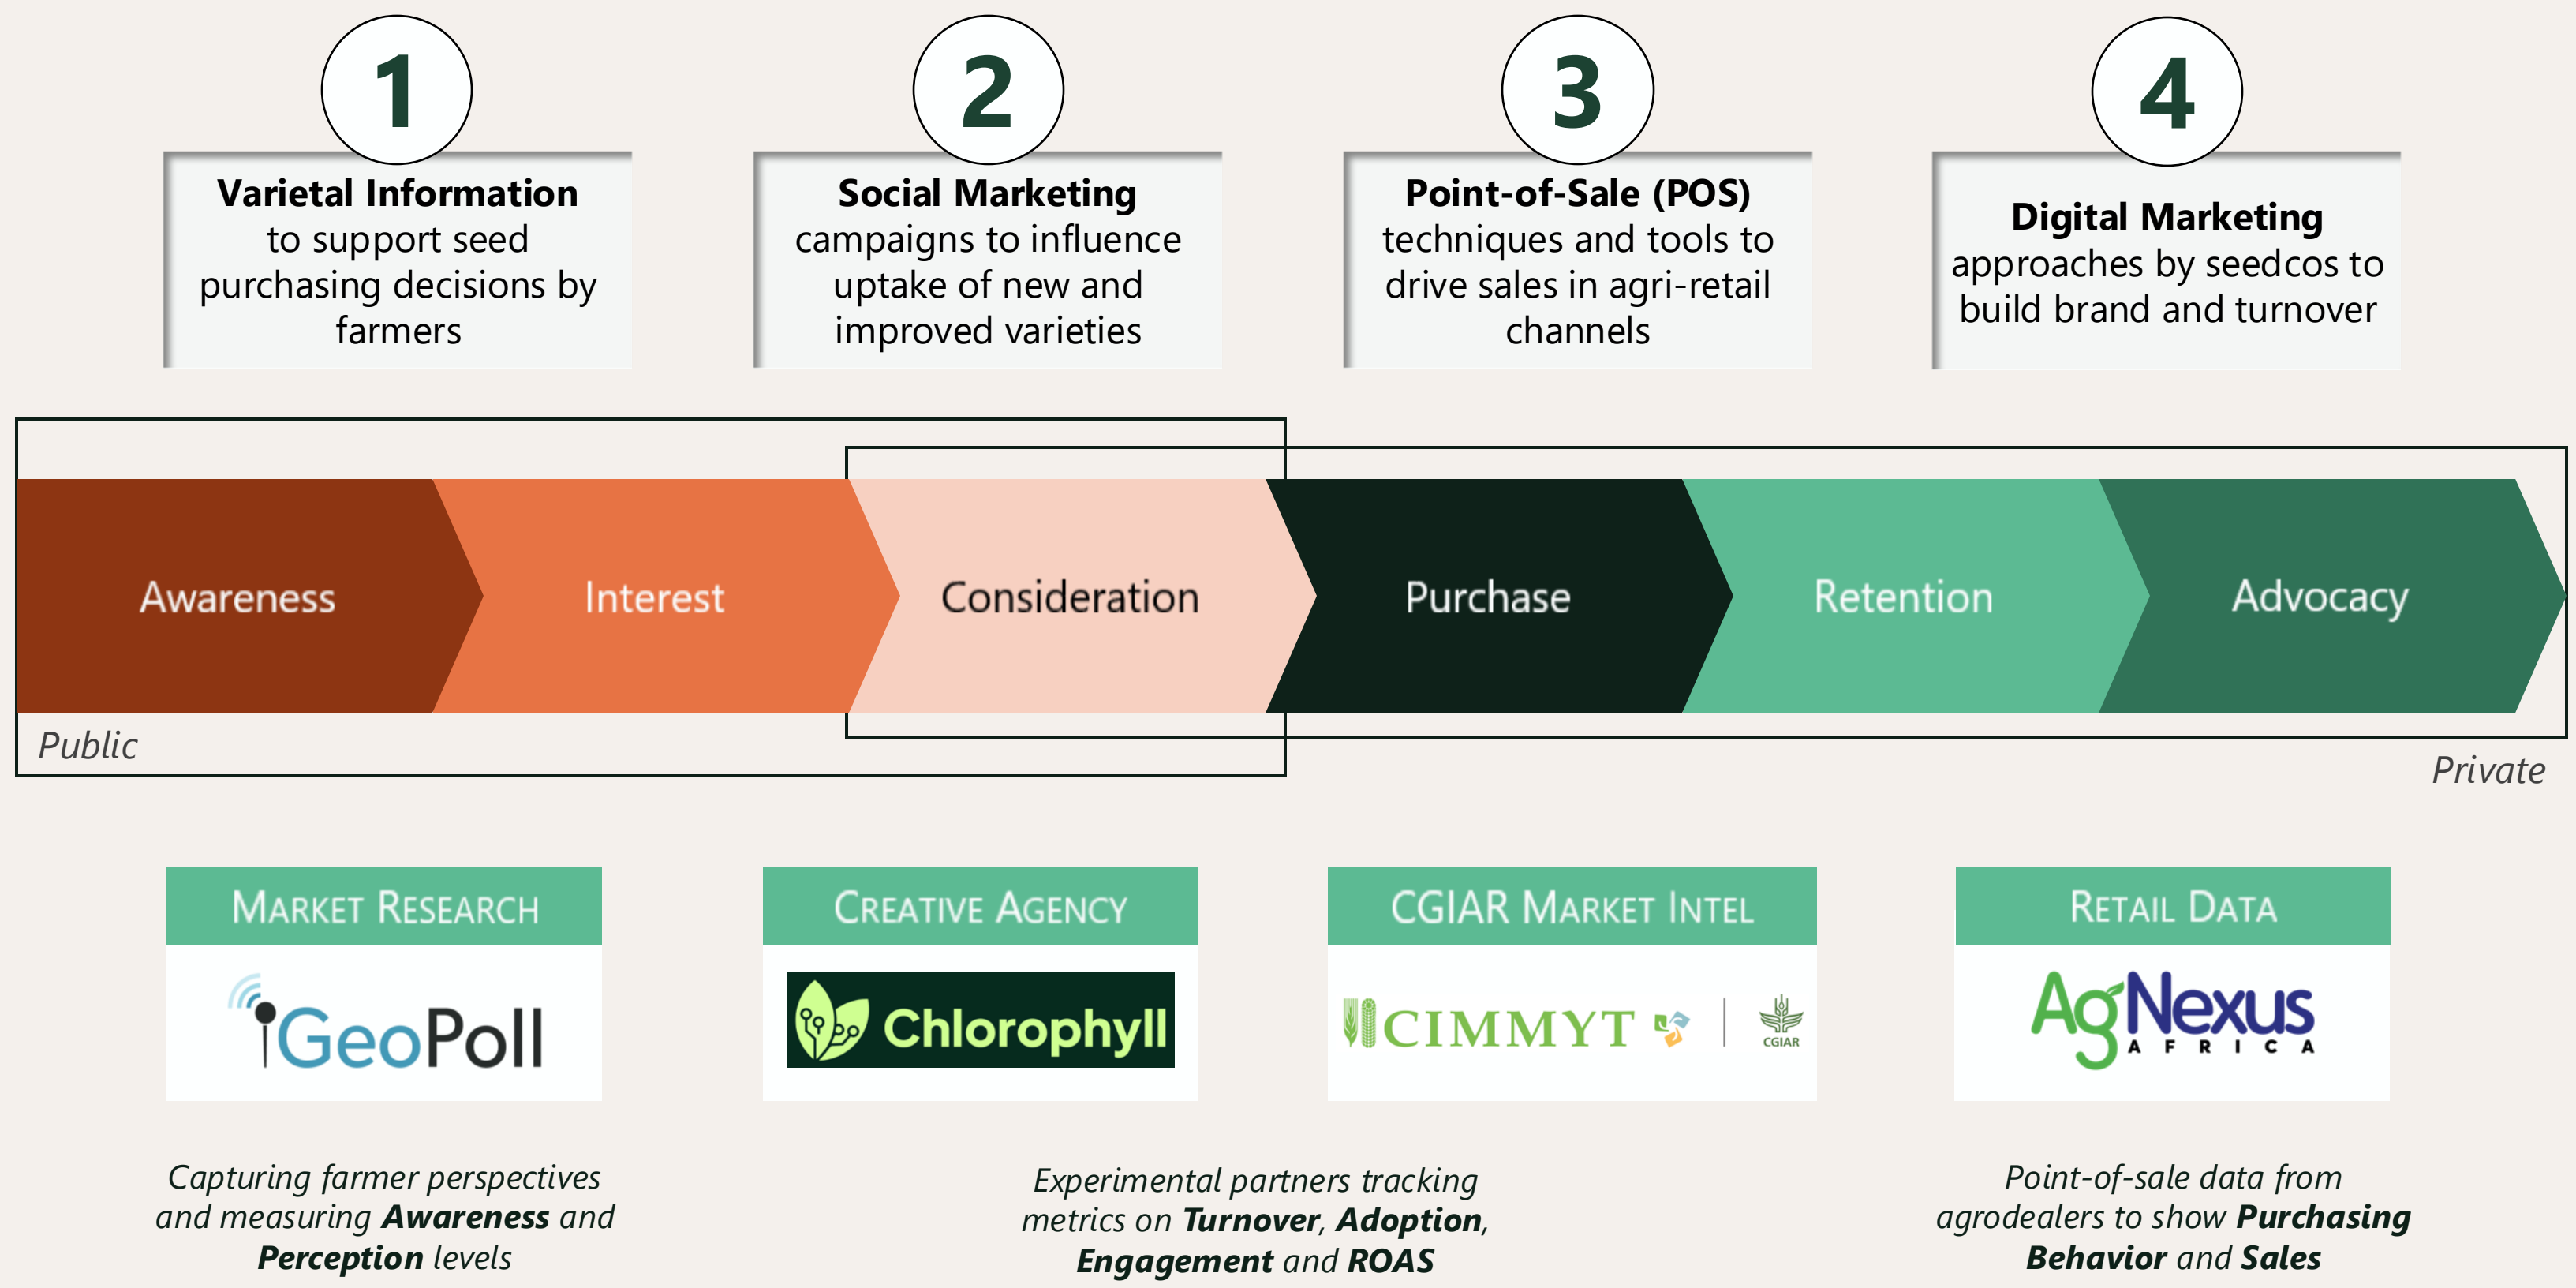 1
Varietal Information
to support seed
purchasing decisions by
farmers
2
Social Marketing
campaigns to influence
uptake of new and
improved varieties
3
Point-of-Sale (POS)
techniques and tools to
drive sales in agri-retail
channels
4
Digital Marketing
approaches by seedcos to
build brand and turnover
Awareness
Interest
Consideration
Purchase
Retention
Advocacy
Public
Private
MARKET RESEARCH
GeoPoll
CREATIVE AGENCY
Chlorophyll
CGIAR MARKET INTEL
CIMMYT
CGIAR
RETAIL DATA
AgNexus
AFRICA
Capturing farmer perspectives
and measuring Awareness and
Perception levels
Experimental partners tracking
metrics on Turnover, Adoption,
Engagement and ROAS
Point-of-sale data from
agrodealers to show Purchasing
Behavior and Sales